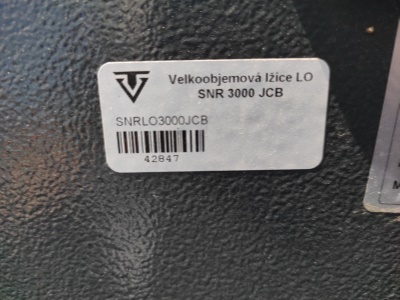 Velkoobjemová lžíce LO
SNR 3000 JCB
SNRLO3000JCB
42847
M